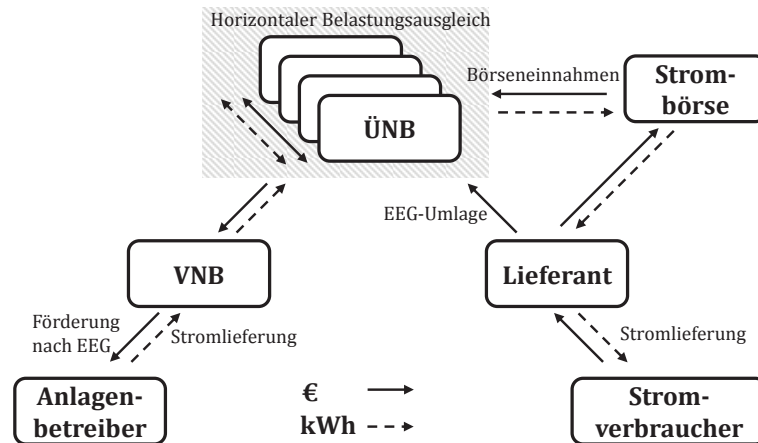 Horizontaler Belastungsausgleich
Börseneinnahmen
Strom-
börse
ÜNB
EEG-Umlage
VNB
Lieferant
Förderung
nach EEG
Stromlieferung
Stromlieferung
Anlagen-
betreiber
€
kWh
Strom-
verbraucher